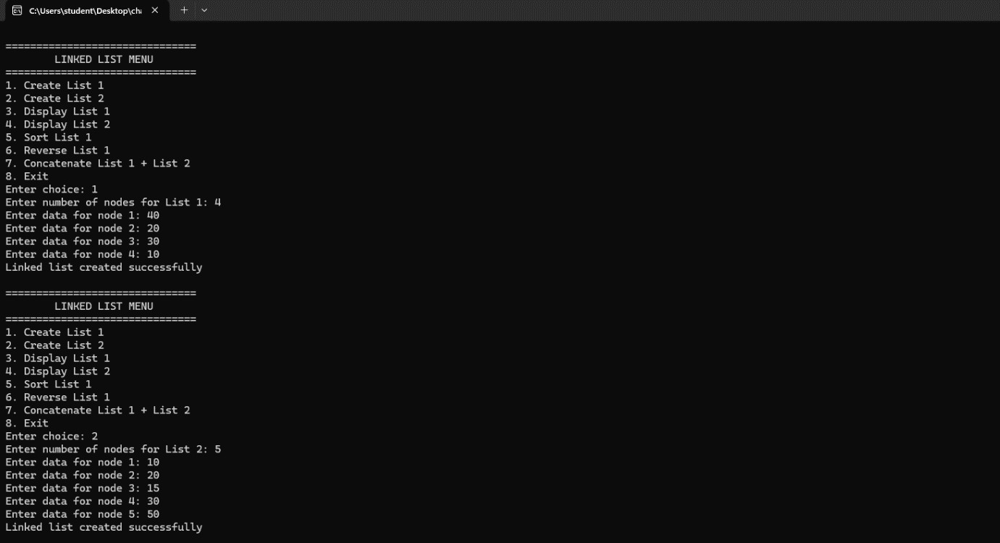 C:\Users\student\Desktop\cha
==============================
LINKED LIST MENU
==============================
1. Create List 1
2. Create List 2
3. Display List 1
4. Display List 2
5. Sort List 1
6. Reverse List 1
7. Concatenate List 1 + List 2
8. Exit
Enter choice: 1
Enter number of nodes for List 1: 4
Enter data for node 1: 40
Enter data for node 2: 20
Enter data for node 3: 30
Enter data for node 4: 10
Linked list created successfully
==============================
LINKED LIST MENU
==============================
1. Create List 1
2. Create List 2
3. Display List 1
4. Display List 2
5. Sort List 1
6. Reverse List 1
7. Concatenate List 1 + List 2
8. Exit
Enter choice: 2
Enter number of nodes for List 2: 5
Enter data for node 1: 10
Enter data for node 2: 20
Enter data for node 3: 15
Enter data for node 4: 30
Enter data for node 5: 50
Linked list created successfully